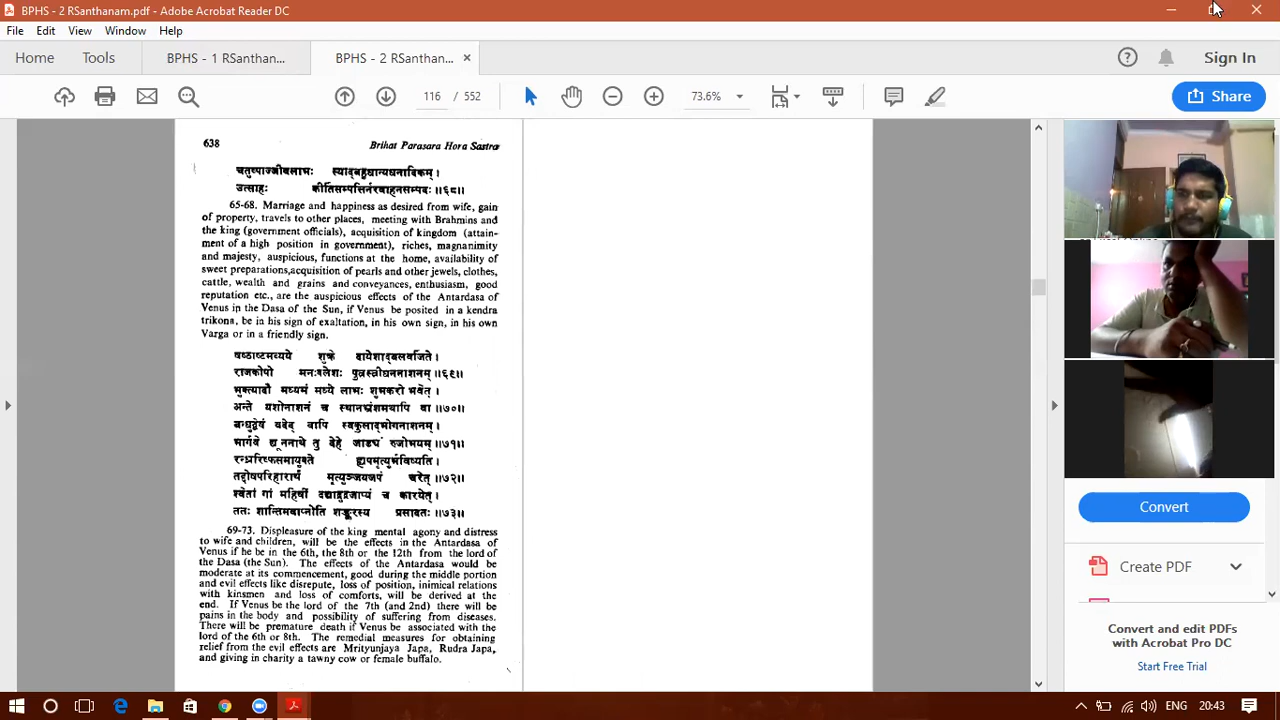 BPHS - 2 RSanthanam.pdf - Adobe Acrobat Reader DC
File Edit View Window Help
Home Tools BPHS - 1 RSanthan... BPHS - 2 RSanthan... × Sign In
116 / 552 73.6% Share
638 Brihat Parasara Hora Sastra
चतुष्पाज्जीवलाभः स्याद्बहुधान्यधनादिकम् ।
उत्साहः कीर्तिसम्पत्तिर्नरवाहनसम्पदः ॥६८॥
65-68. Marriage and happiness as desired from wife, gain
of property, travels to other places, meeting with Brahmins and
the king (government officials), acquisition of kingdom (attain-
ment of a high position in government), riches, magnanimity
and majesty, auspicious, functions at the home, availability of
sweet preparations,acquisition of pearls and other jewels, clothes,
cattle, wealth and grains and conveyances, enthusiasm, good
reputation etc., are the auspicious effects of the Antardasa of
Venus in the Dasa of the Sun, if Venus be posited in a kendra
trikona, be in his sign of exaltation, in his own sign, in his own
Varga or in a friendly sign.
षष्ठाष्टमव्यये शुक्रे दायेशाद्बलवर्जिते ।
राजकोपो मनःक्लेशः पुत्रस्त्रीधननाशनम् ॥६९॥
भुक्त्यादौ मध्यमं मध्ये लाभः शुभकरो भवेत् ।
अन्ते यशोनाशनं च स्थानभ्रंशमथापि वा ॥७०॥
बन्धुद्वेषं वदेद् वापि स्वकुलाद्भोगनाशनम् ।
भार्गवे द्यूननाथे तु देहे जाड्यं रुजोभयम् ॥७१॥
रन्ध्ररिष्फसमायुक्ते ह्यपमृत्युर्भविष्यति ।
तद्दोषपरिहारार्थं मृत्युञ्जयजपं चरेत् ॥७२॥
श्वेतां गां महिषीं दद्याद्रुद्रजाप्यं च कारयेत् ।
ततः शान्तिमवाप्नोति शङ्करस्य प्रसादतः ॥७३॥
69-73. Displeasure of the king mental agony and distress
to wife and children, will be the effects in the Antardasa of
Venus if he be in the 6th, the 8th or the 12th from the lord of
the Dasa (the Sun). The effects of the Antardasa would be
moderate at its commencement, good during the middle portion
and evil effects like disrepute, loss of position, inimical relations
with kinsmen and loss of comforts, will be derived at the
end. If Venus be the lord of the 7th (and 2nd) there will be
pains in the body and possibility of suffering from diseases.
There will be premature death if Venus be associated with the
lord of the 6th or 8th. The remedial measures for obtaining
relief from the evil effects are Mrityunjaya Japa, Rudra Japa,
and giving in charity a tawny cow or female buffalo.
Convert
Create PDF
Convert and edit PDFs
with Acrobat Pro DC
Start Free Trial
ENG 20:43